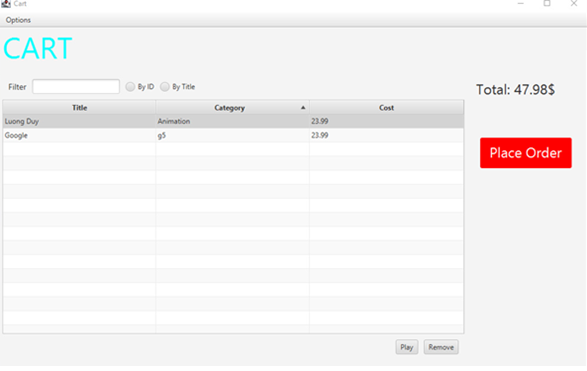 Cart
Options
CART
Filter By ID By Title
Total: 47.98$
Title Category Cost
Luong Duy Animation 23.99
Google g5 23.99
Place Order
Play Remove